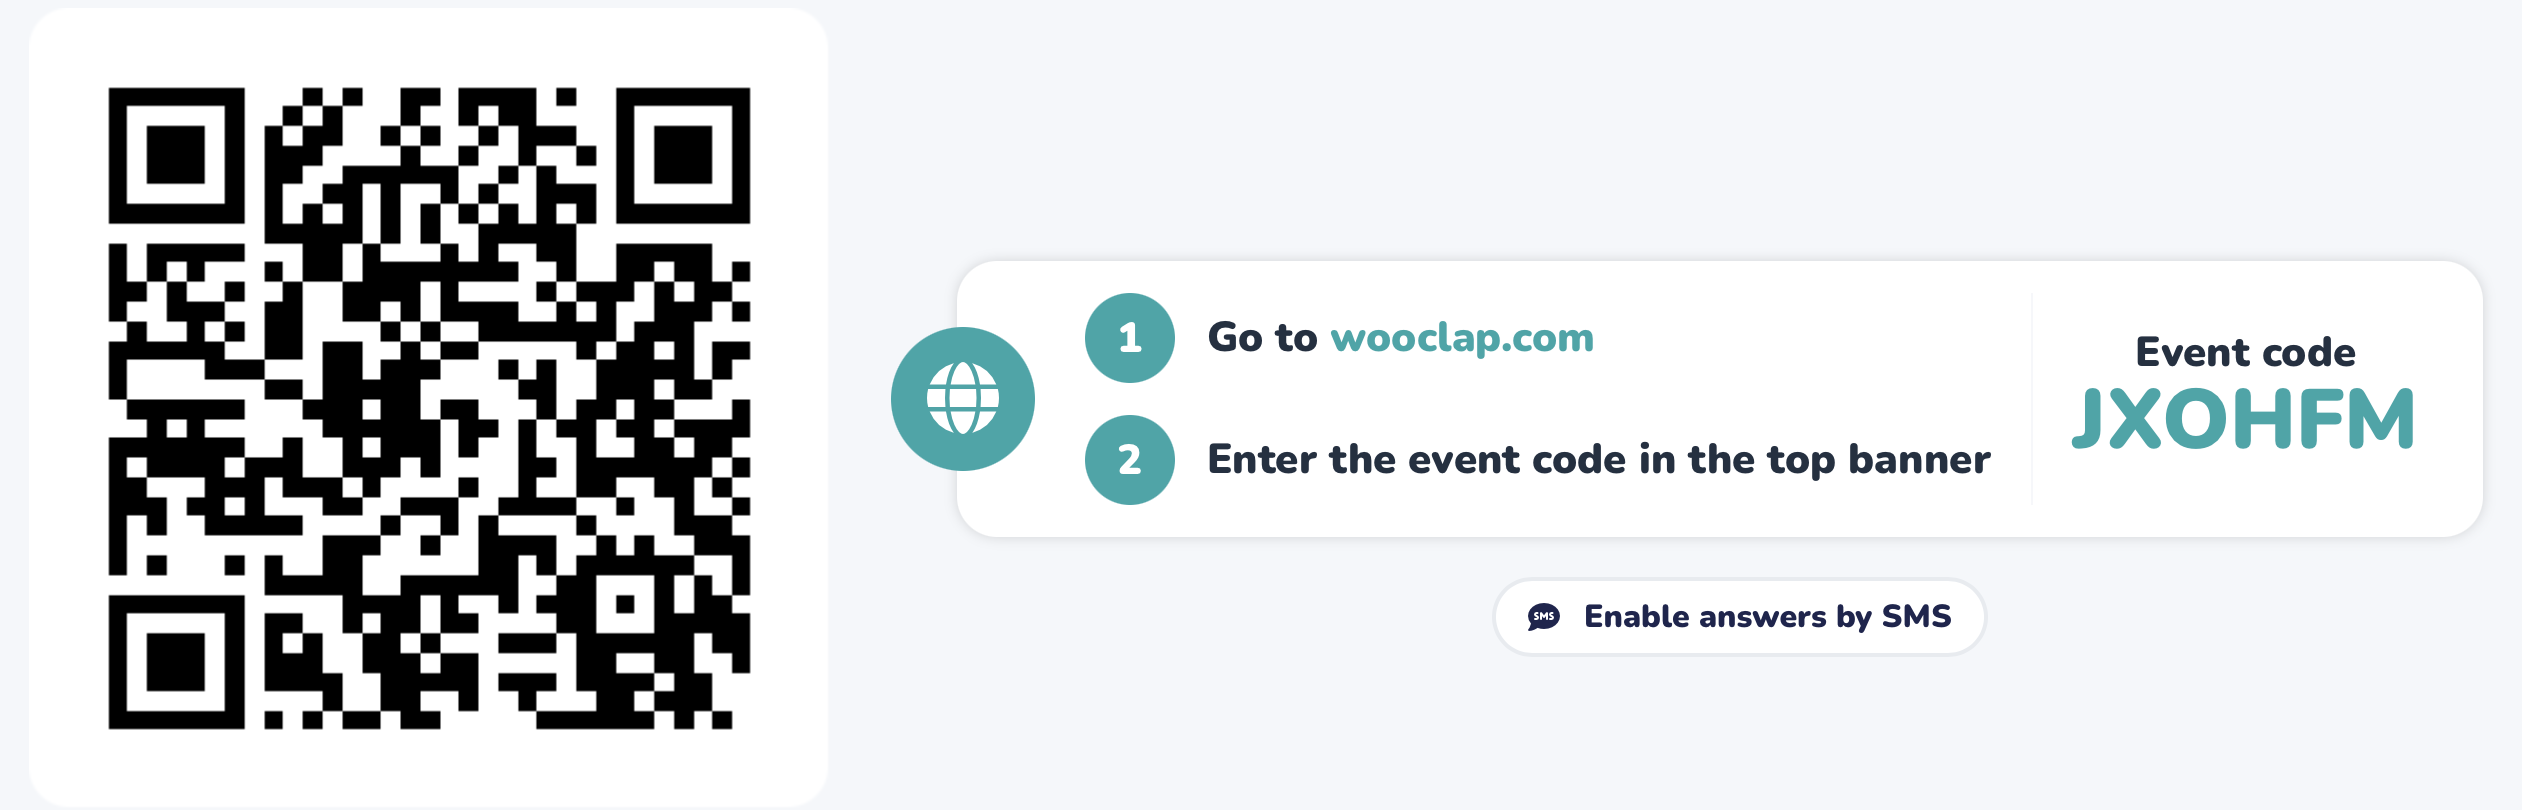 1 Go to wooclap.com
2 Enter the event code in the top banner
Event code
JXOHFM
SMS Enable answers by SMS